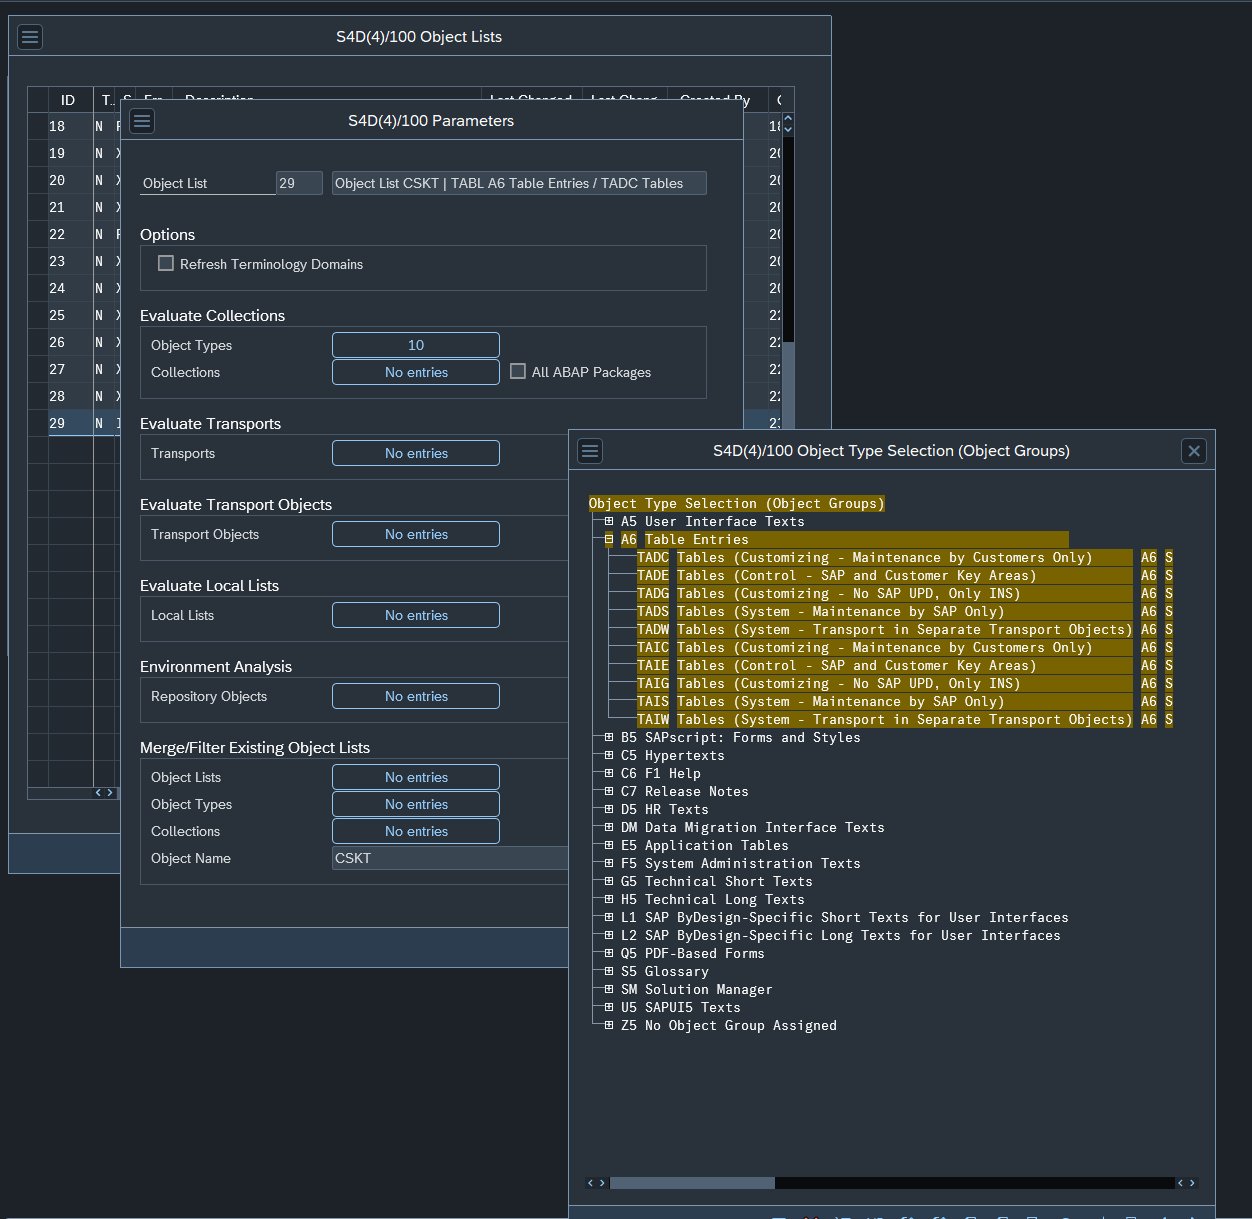 S4D(4)/100 Object Lists
ID T..
18 N
19 N
20 N
21 N
22 N
23 N
24 N
25 N
26 N
27 N
28 N
29 N
S4D(4)/100 Parameters
Object List 29 Object List CSKT | TABL A6 Table Entries / TADC Tables
Options
Refresh Terminology Domains
Evaluate Collections
Object Types 10
Collections No entries All ABAP Packages
Evaluate Transports
Transports No entries
Evaluate Transport Objects
Transport Objects No entries
Evaluate Local Lists
Local Lists No entries
Environment Analysis
Repository Objects No entries
Merge/Filter Existing Object Lists
Object Lists No entries
Object Types No entries
Collections No entries
Object Name CSKT
S4D(4)/100 Object Type Selection (Object Groups)
Object Type Selection (Object Groups)
A5 User Interface Texts
A6 Table Entries
TADC Tables (Customizing - Maintenance by Customers Only) A6 S
TADE Tables (Control - SAP and Customer Key Areas) A6 S
TADG Tables (Customizing - No SAP UPD, Only INS) A6 S
TADS Tables (System - Maintenance by SAP Only) A6 S
TADW Tables (System - Transport in Separate Transport Objects) A6 S
TAIC Tables (Customizing - Maintenance by Customers Only) A6 S
TAIE Tables (Control - SAP and Customer Key Areas) A6 S
TAIG Tables (Customizing - No SAP UPD, Only INS) A6 S
TAIS Tables (System - Maintenance by SAP Only) A6 S
TAIW Tables (System - Transport in Separate Transport Objects) A6 S
B5 SAPscript: Forms and Styles
C5 Hypertexts
C6 F1 Help
C7 Release Notes
D5 HR Texts
DM Data Migration Interface Texts
E5 Application Tables
F5 System Administration Texts
G5 Technical Short Texts
H5 Technical Long Texts
L1 SAP ByDesign-Specific Short Texts for User Interfaces
L2 SAP ByDesign-Specific Long Texts for User Interfaces
Q5 PDF-Based Forms
S5 Glossary
SM Solution Manager
U5 SAPUI5 Texts
Z5 No Object Group Assigned